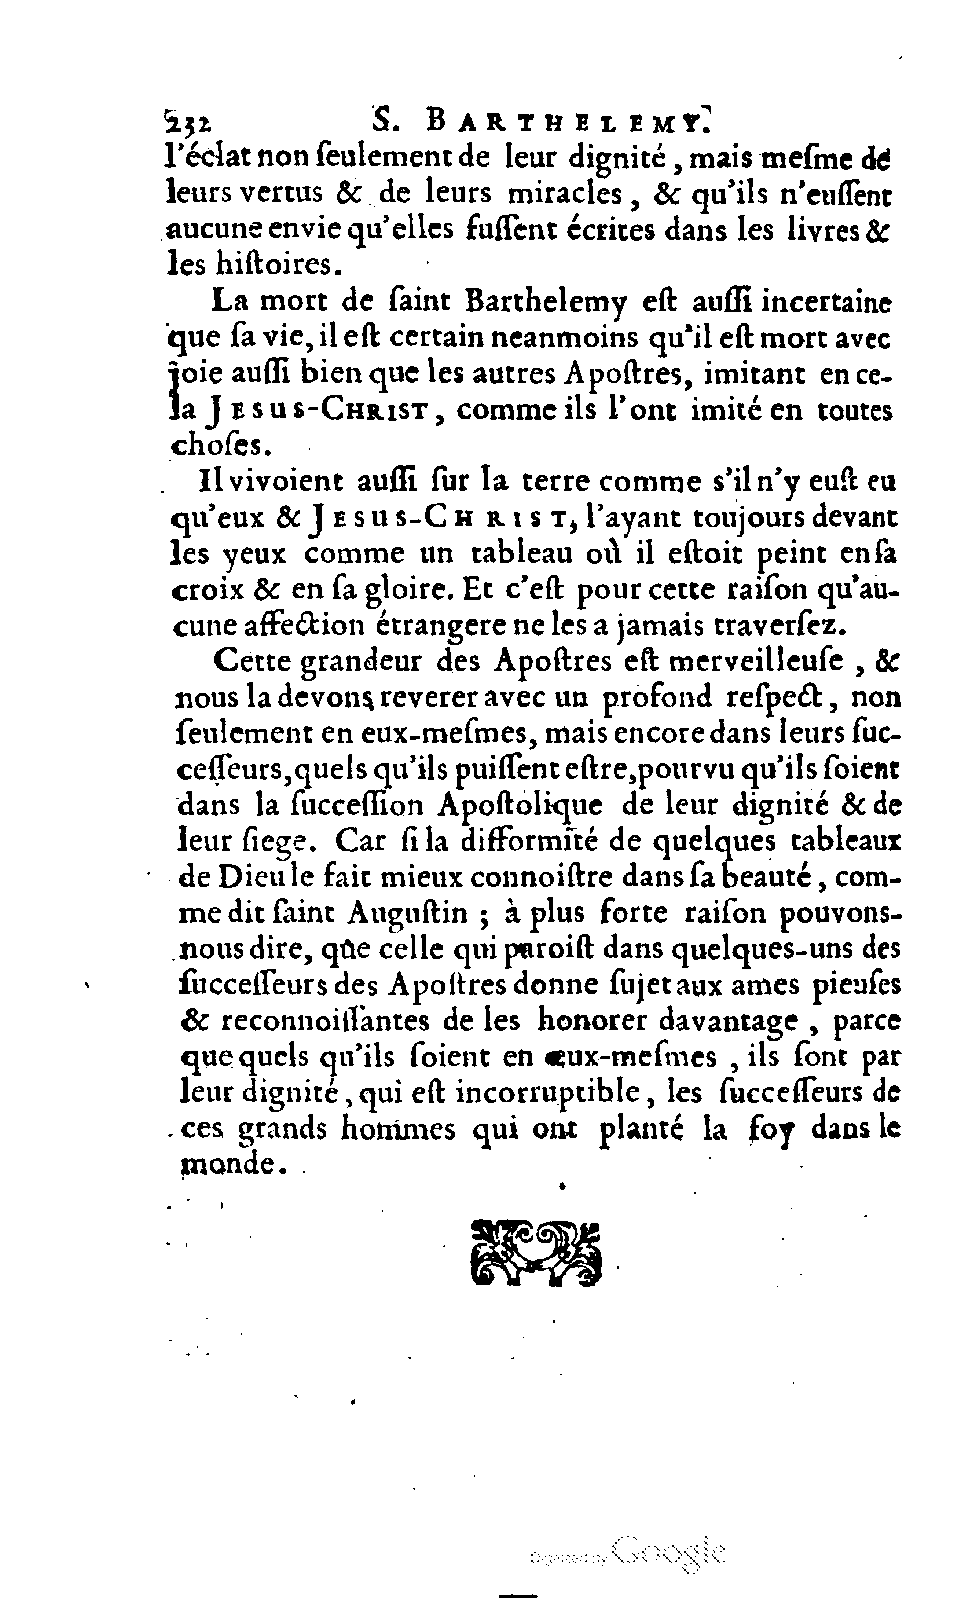 232 S. BARTHELEMY.
l'éclat non ſeulement de leur dignité, mais meſme de
leurs vertus & de leurs miracles, & qu'ils n'euſſent
aucune envie qu'elles fuſſent écrites dans les livres &
les hiſtoires.
La mort de ſaint Barthelemy eſt auſſi incertaine
que ſa vie, il eſt certain neanmoins qu'il eſt mort avec
joie auſſi bien que les autres Apoſtres, imitant en ce-
la JESUS-CHRIST, comme ils l'ont imité en toutes
choſes.
Il vivoient auſſi ſur la terre comme s'il n'y euſt eu
qu'eux & JESUS-CHRIST, l'ayant toujours devant
les yeux comme un tableau où il eſtoit peint en ſa
croix & en ſa gloire. Et c'eſt pour cette raiſon qu'au-
cune affection étrangere ne les a jamais traverſez.
Cette grandeur des Apoſtres eſt merveilleuſe, &
nous la devons reverer avec un profond reſpect, non
ſeulement en eux-meſmes, mais encore dans leurs ſuc-
ceſſeurs, quels qu'ils puiſſent eſtre, pourvu qu'ils ſoient
dans la ſucceſſion Apoſtolique de leur dignité & de
leur ſiege. Car ſi la difformité de quelques tableaux
de Dieu le fait mieux connoiſtre dans ſa beauté, com-
me dit ſaint Auguſtin; à plus forte raiſon pouvons-
nous dire, que celle qui paroiſt dans quelques-uns des
ſucceſſeurs des Apoſtres donne ſujet aux ames pieuſes
& reconnoiſſantes de les honorer davantage, parce
que quels qu'ils ſoient en eux-meſmes, ils ſont par
leur dignité, qui eſt incorruptible, les ſucceſſeurs de
ces grands hommes qui ont planté la foy dans le
monde.
Digitized by Google